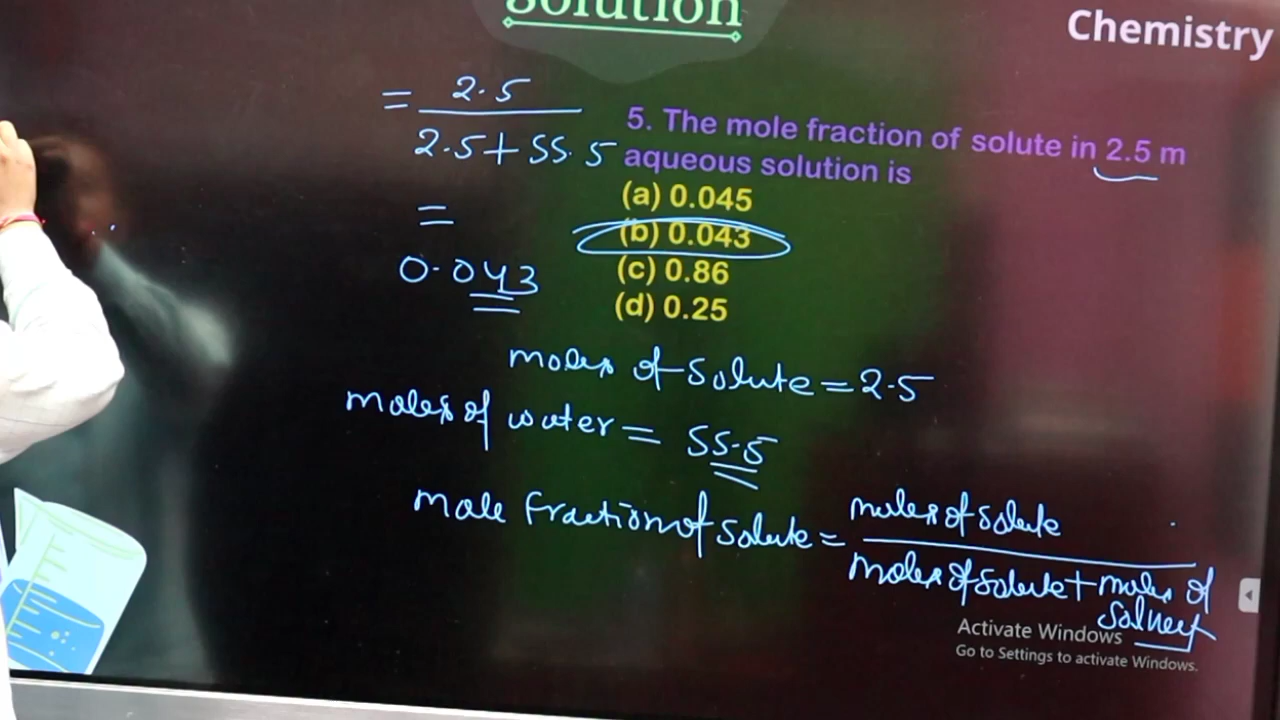 solution
Chemistry
= 2.5
2.5+55.5
=
0.043
5. The mole fraction of solute in 2.5 m
aqueous solution is
(a) 0.045
(b) 0.043
(c) 0.86
(d) 0.25
moles of solute = 2.5
moles of water = 55.5
mole fraction of solute = moles of solute
moles of solute + moles of
solvent
Activate Windows
Go to Settings to activate Windows.